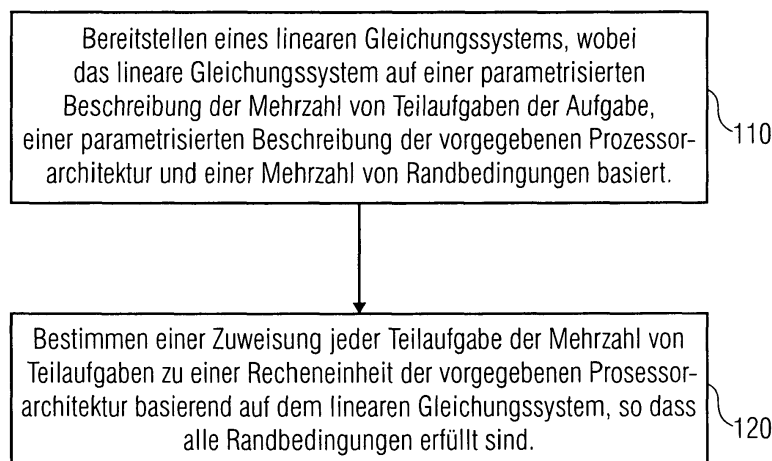 Bereitstellen eines linearen Gleichungssystems, wobei
das lineare Gleichungssystem auf einer parametrisierten
Beschreibung der Mehrzahl von Teilaufgaben der Aufgabe,
einer parametrisierten Beschreibung der vorgegebenen Prozessor-
architektur und einer Mehrzahl von Randbedingungen basiert.
110
Bestimmen einer Zuweisung jeder Teilaufgabe der Mehrzahl von
Teilaufgaben zu einer Recheneinheit der vorgegebenen Prosessor-
architektur basierend auf dem linearen Gleichungssystem, so dass
alle Randbedingungen erfüllt sind.
120